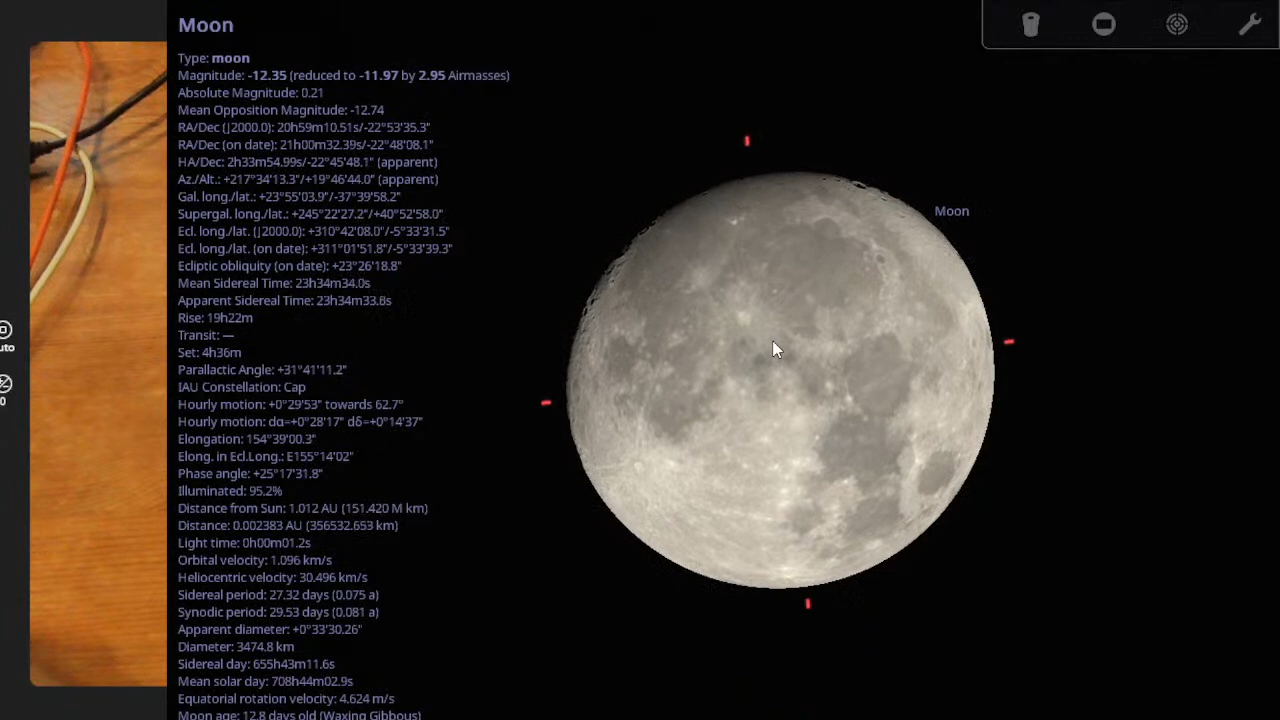 Moon
Type: moon
Magnitude: -12.35 (reduced to -11.97 by 2.95 Airmasses)
Absolute Magnitude: 0.21
Mean Opposition Magnitude: -12.74
RA/Dec (J2000.0): 20h59m10.51s/-22°53'35.3"
RA/Dec (on date): 21h00m32.39s/-22°48'08.1"
HA/Dec: 2h33m54.99s/-22°45'48.1" (apparent)
Az./Alt.: +217°34'13.3"/+19°46'44.0" (apparent)
Gal. long./lat.: +23°55'03.9"/-37°39'58.2"
Supergal. long./lat.: +245°22'27.2"/+40°52'58.0"
Moon
Ecl. long./lat. (J2000.0): +310°42'08.0"/-5°33'31.5"
Ecl. long./lat. (on date): +311°01'51.8"/-5°33'39.3"
Ecliptic obliquity (on date): +23°26'18.8"
Mean Sidereal Time: 23h34m34.0s
Apparent Sidereal Time: 23h34m33.8s
Rise: 19h22m
Transit: —
Set: 4h36m
Parallactic Angle: +31°41'11.2"
IAU Constellation: Cap
Hourly motion: +0°29'53" towards 62.7°
Hourly motion: dα=+0°28'17" dδ=+0°14'37"
Elongation: 154°39'00.3"
Elong. in Ecl.Long.: E155°14'02"
Phase angle: +25°17'31.8"
Illuminated: 95.2%
Distance from Sun: 1.012 AU (151.420 M km)
Distance: 0.002383 AU (356532.653 km)
Light time: 0h00m01.2s
Orbital velocity: 1.096 km/s
Heliocentric velocity: 30.496 km/s
Sidereal period: 27.32 days (0.075 a)
Synodic period: 29.53 days (0.081 a)
Apparent diameter: +0°33'30.26"
Diameter: 3474.8 km
Sidereal day: 655h43m11.6s
Mean solar day: 708h44m02.9s
Equatorial rotation velocity: 4.624 m/s
Moon age: 12.8 days old (Waxing Gibbous)
uto
0